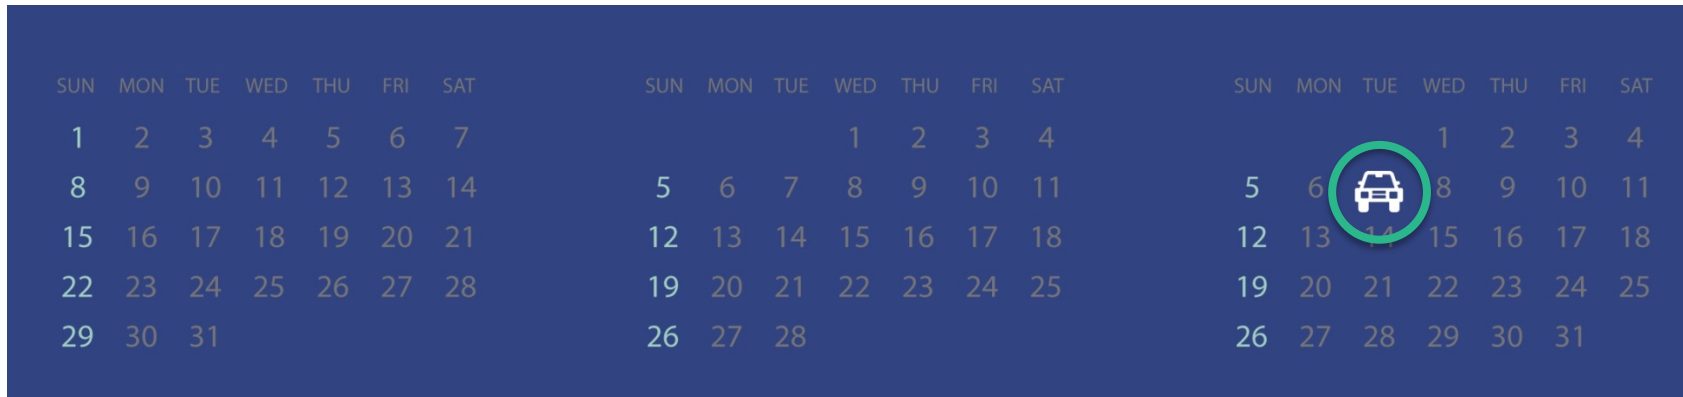 SUN MON TUE WED THU FRI SAT
1 2 3 4 5 6 7
8 9 10 11 12 13 14
15 16 17 18 19 20 21
22 23 24 25 26 27 28
29 30 31
SUN MON TUE WED THU FRI SAT
1 2 3 4
5 6 7 8 9 10 11
12 13 14 15 16 17 18
19 20 21 22 23 24 25
26 27 28
SUN MON TUE WED THU FRI SAT
1 2 3 4
5 6 8 9 10 11
12 13 14 15 16 17 18
19 20 21 22 23 24 25
26 27 28 29 30 31